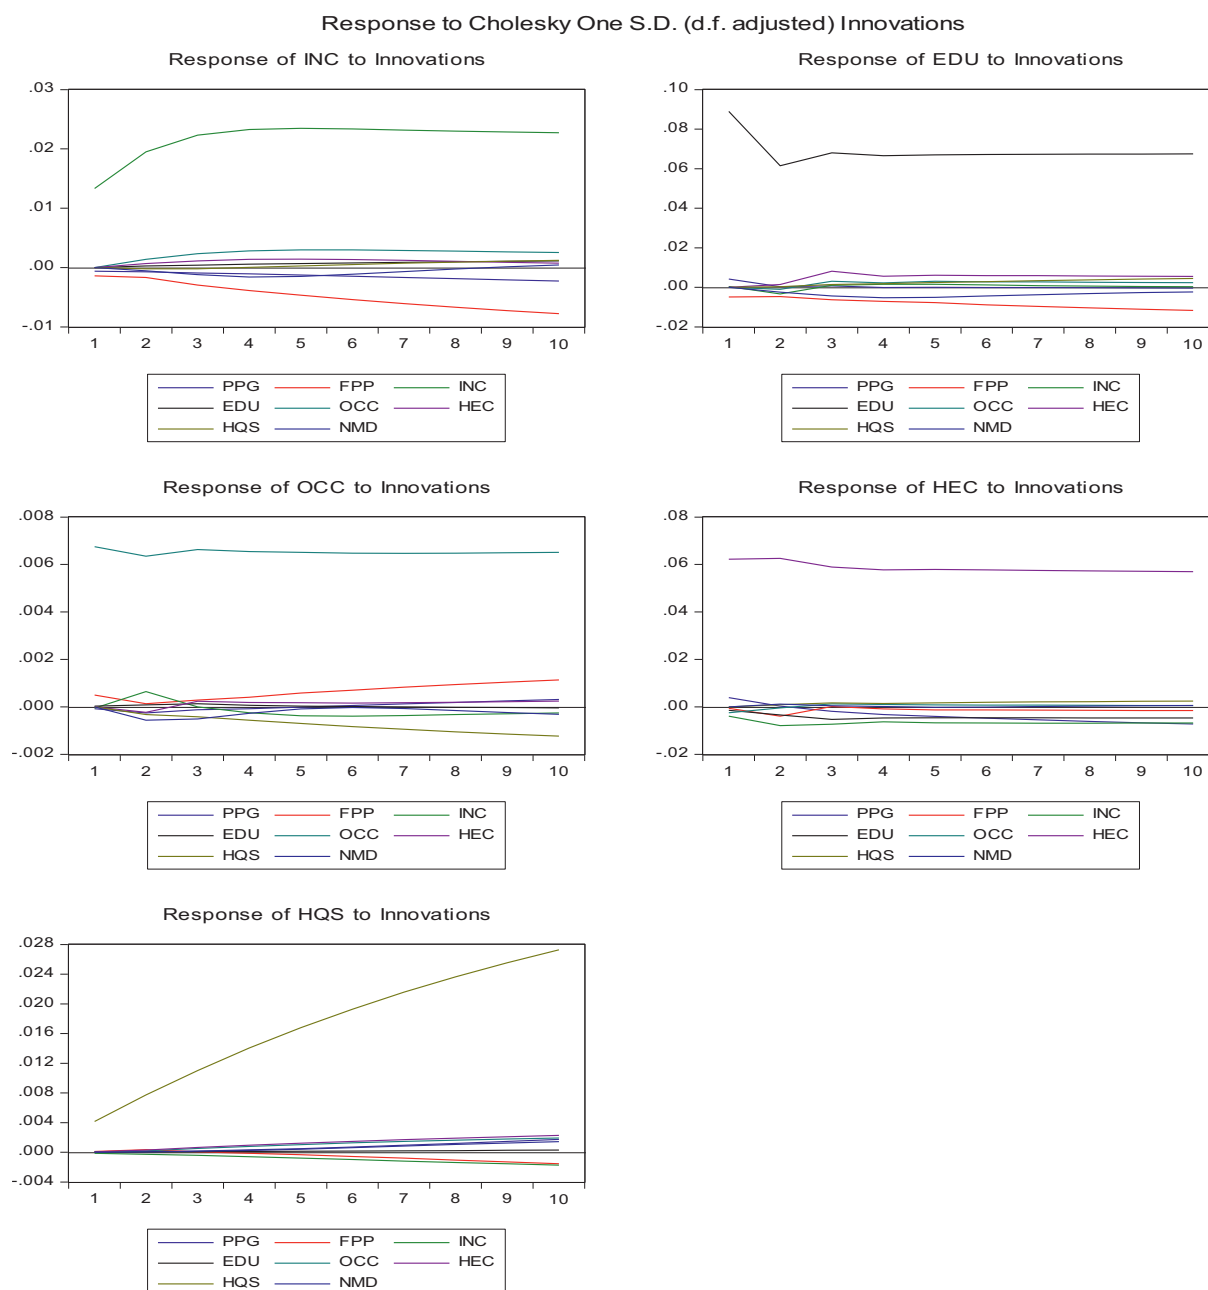 Response to Cholesky One S.D. (d.f. adjusted) Innovations
Response of INC to Innovations
.03
.02
.01
.00
-.01
1 2 3 4 5 6 7 8 9 10
PPG FPP INC
EDU OCC HEC
HQS NMD
Response of EDU to Innovations
.10
.08
.06
.04
.02
.00
-.02
1 2 3 4 5 6 7 8 9 10
PPG FPP INC
EDU OCC HEC
HQS NMD
Response of OCC to Innovations
.008
.006
.004
.002
.000
-.002
1 2 3 4 5 6 7 8 9 10
PPG FPP INC
EDU OCC HEC
HQS NMD
Response of HEC to Innovations
.08
.06
.04
.02
.00
-.02
1 2 3 4 5 6 7 8 9 10
PPG FPP INC
EDU OCC HEC
HQS NMD
Response of HQS to Innovations
.028
.024
.020
.016
.012
.008
.004
.000
-.004
1 2 3 4 5 6 7 8 9 10
PPG FPP INC
EDU OCC HEC
HQS NMD